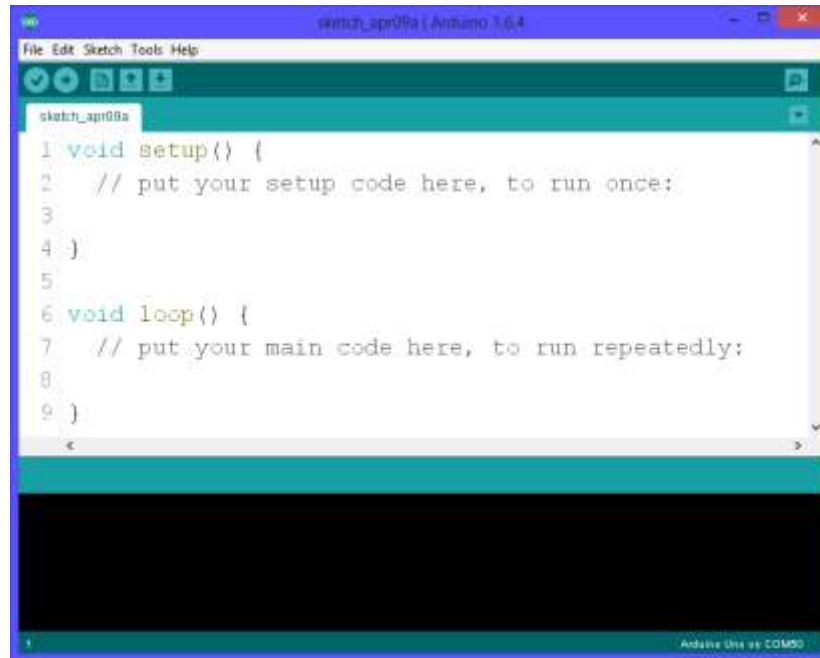 sketch_apr09a | Arduino 1.6.4
File Edit Sketch Tools Help
sketch_apr09a
1 void setup() {
2 // put your setup code here, to run once:
3
4 }
5
6 void loop() {
7 // put your main code here, to run repeatedly:
8
9 }
1
Arduino Uno on COM60